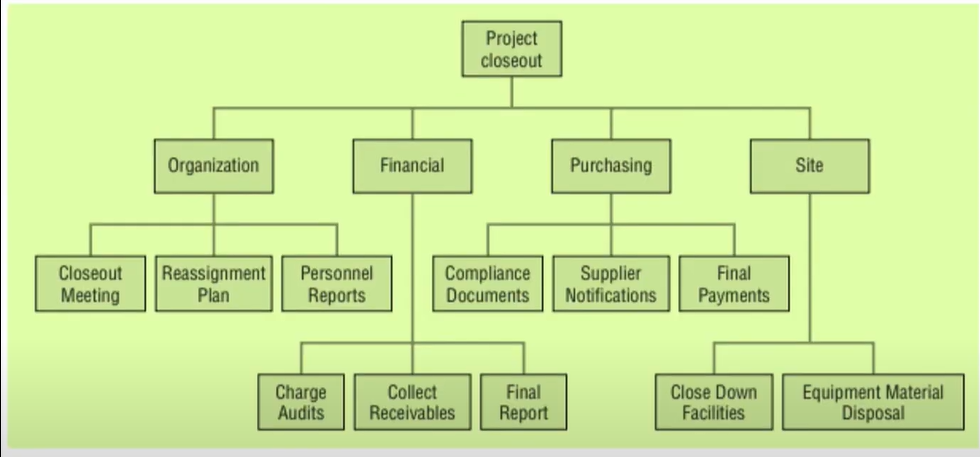 Project
closeout
Organization
Financial
Purchasing
Site
Closeout
Meeting
Reassignment
Plan
Personnel
Reports
Compliance
Documents
Supplier
Notifications
Final
Payments
Charge
Audits
Collect
Receivables
Final
Report
Close Down
Facilities
Equipment Material
Disposal